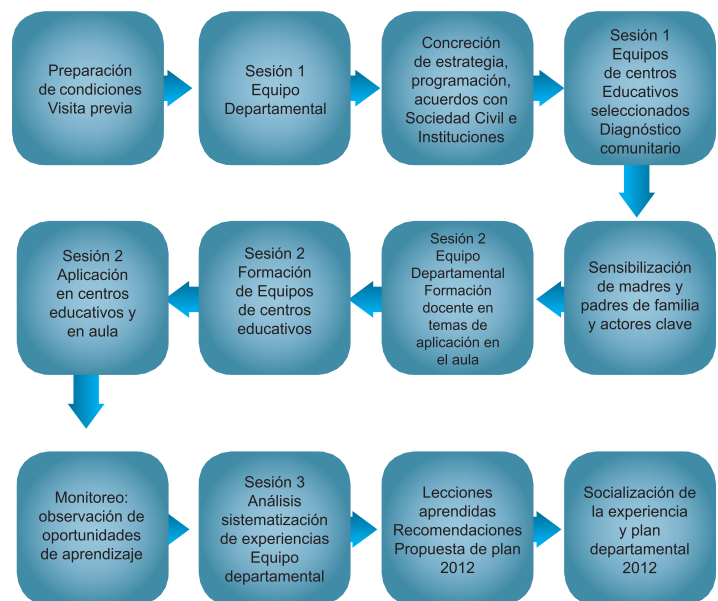 Preparación
de condiciones
Visita previa
Sesión 1
Equipo
Departamental
Concreción
de estrategia,
programación,
acuerdos con
Sociedad Civil e
Instituciones
Sesión 1
Equipos
de centros
Educativos
seleccionados
Diagnóstico
comunitario
Sensibilización
de madres y
padres de familia
y actores clave
Sesión 2
Equipo
Departamental
Formación
docente en
temas de
aplicación en
el aula
Sesión 2
Formación
de Equipos
de centros
educativos
Sesión 2
Aplicación
en centros
educativos y
en aula
Monitoreo:
observación de
oportunidades
de aprendizaje
Sesión 3
Análisis
sistematización
de experiencias
Equipo
departamental
Lecciones
aprendidas
Recomendaciones
Propuesta de plan
2012
Socialización de
la experiencia
y plan
departamental
2012